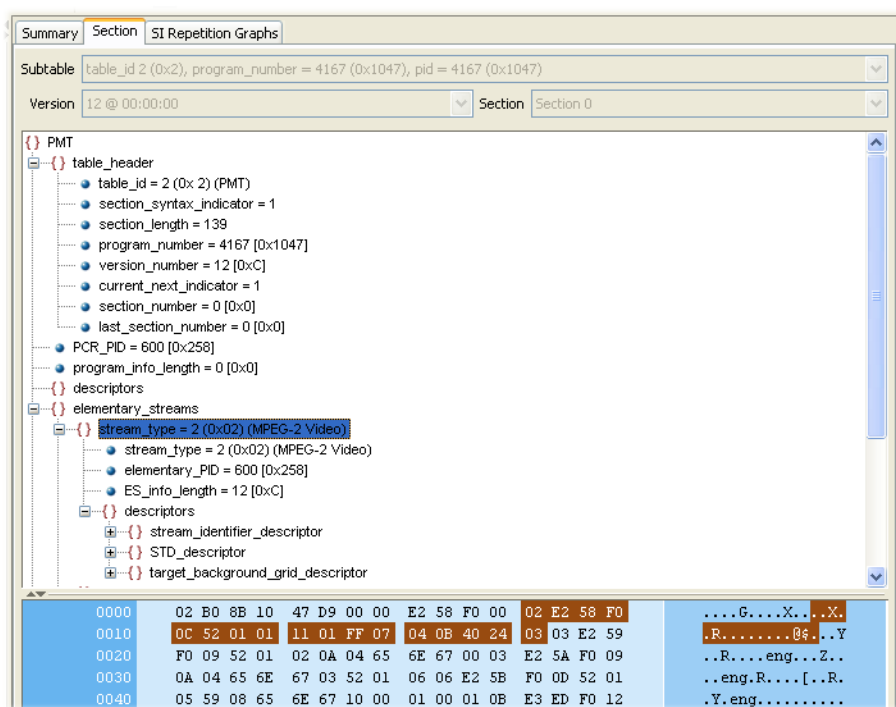 Summary Section SI Repetition Graphs
Subtable table_id 2 (0x2), program_number = 4167 (0x1047), pid = 4167 (0x1047)
Version 12 @ 00:00:00 Section Section 0
{} PMT
{} table_header
table_id = 2 (0x 2) (PMT)
section_syntax_indicator = 1
section_length = 139
program_number = 4167 [0x1047]
version_number = 12 [0xC]
current_next_indicator = 1
section_number = 0 [0x0]
last_section_number = 0 [0x0]
PCR_PID = 600 [0x258]
program_info_length = 0 [0x0]
{} descriptors
{} elementary_streams
{} stream_type = 2 (0x02) (MPEG-2 Video)
stream_type = 2 (0x02) (MPEG-2 Video)
elementary_PID = 600 [0x258]
ES_info_length = 12 [0xC]
{} descriptors
{} stream_identifier_descriptor
{} STD_descriptor
{} target_background_grid_descriptor
0000 02 B0 8B 10 47 D9 00 00 E2 58 F0 00 02 E2 58 F0 ....G....X....X.
0010 0C 52 01 01 11 01 FF 07 04 0B 40 24 03 03 E2 59 .R........@$...Y
0020 F0 09 52 01 02 0A 04 65 6E 67 00 03 E2 5A F0 09 ..R....eng...Z..
0030 0A 04 65 6E 67 03 52 01 06 06 E2 5B F0 0D 52 01 ..eng.R....[..R.
0040 05 59 08 65 6E 67 10 00 01 00 01 0B E3 ED F0 12 .Y.eng..........